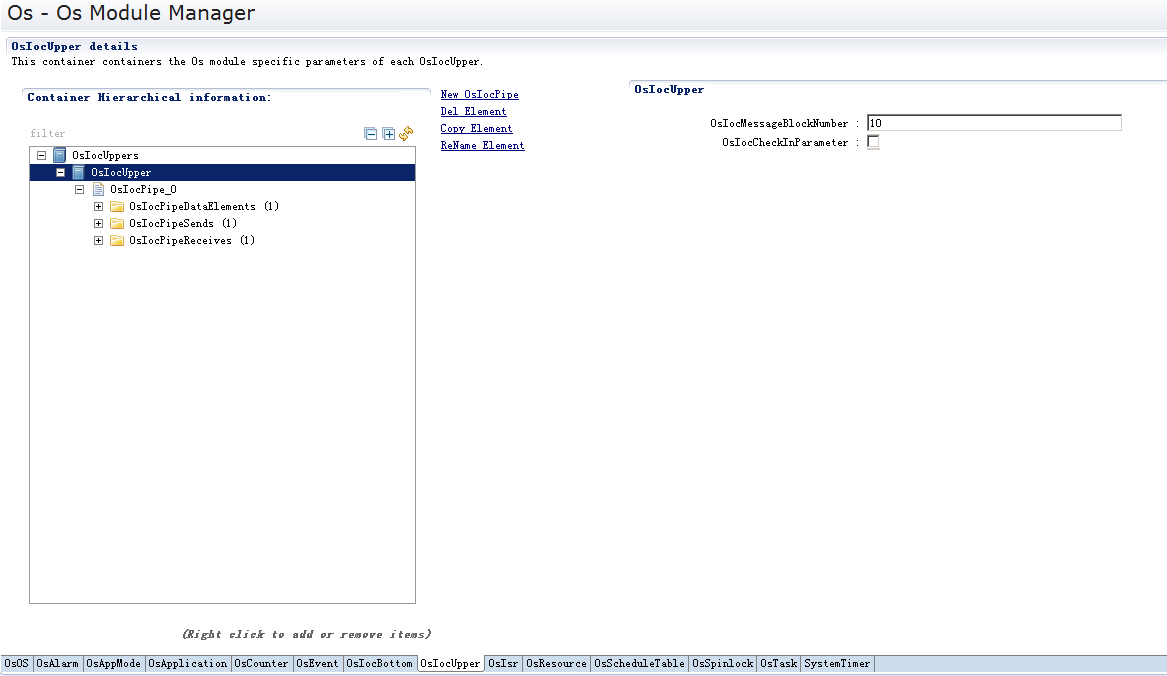 Os - Os Module Manager
OsIocUpper details
This container containers the Os module specific parameters of each OsIocUpper.
Container Hierarchical information:
filter
OsIocUppers
OsIocUpper
OsIocPipe_0
OsIocPipeDataElements (1)
OsIocPipeSends (1)
OsIocPipeReceives (1)
(Right click to add or remove items)
New OsIocPipe
Del Element
Copy Element
ReName Element
OsIocUpper
OsIocMessageBlockNumber : 10
OsIocCheckInParameter :
OsOS OsAlarm OsAppMode OsApplication OsCounter OsEvent OsIocBottom OsIocUpper OsIsr OsResource OsScheduleTable OsSpinlock OsTask SystemTimer